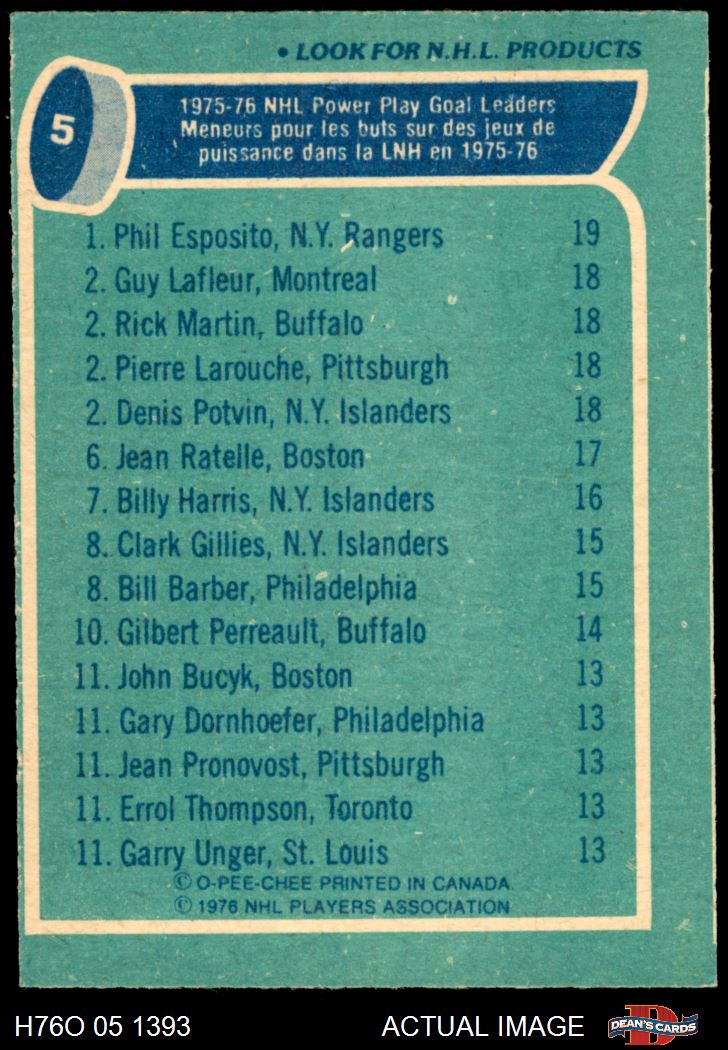 • LOOK FOR N.H.L. PRODUCTS
5
1975-76 NHL Power Play Goal Leaders
Meneurs pour les buts sur des jeux de
puissance dans la LNH en 1975-76
1. Phil Esposito, N.Y. Rangers 19
2. Guy Lafleur, Montreal 18
2. Rick Martin, Buffalo 18
2. Pierre Larouche, Pittsburgh 18
2. Denis Potvin, N.Y. Islanders 18
6. Jean Ratelle, Boston 17
7. Billy Harris, N.Y. Islanders 16
8. Clark Gillies, N.Y. Islanders 15
8. Bill Barber, Philadelphia 15
10. Gilbert Perreault, Buffalo 14
11. John Bucyk, Boston 13
11. Gary Dornhoefer, Philadelphia 13
11. Jean Pronovost, Pittsburgh 13
11. Errol Thompson, Toronto 13
11. Garry Unger, St. Louis 13
© O-PEE-CHEE PRINTED IN CANADA.
© 1976 NHL PLAYERS ASSOCIATION
H76O 05 1393 ACTUAL IMAGE D DEAN'S CARDS